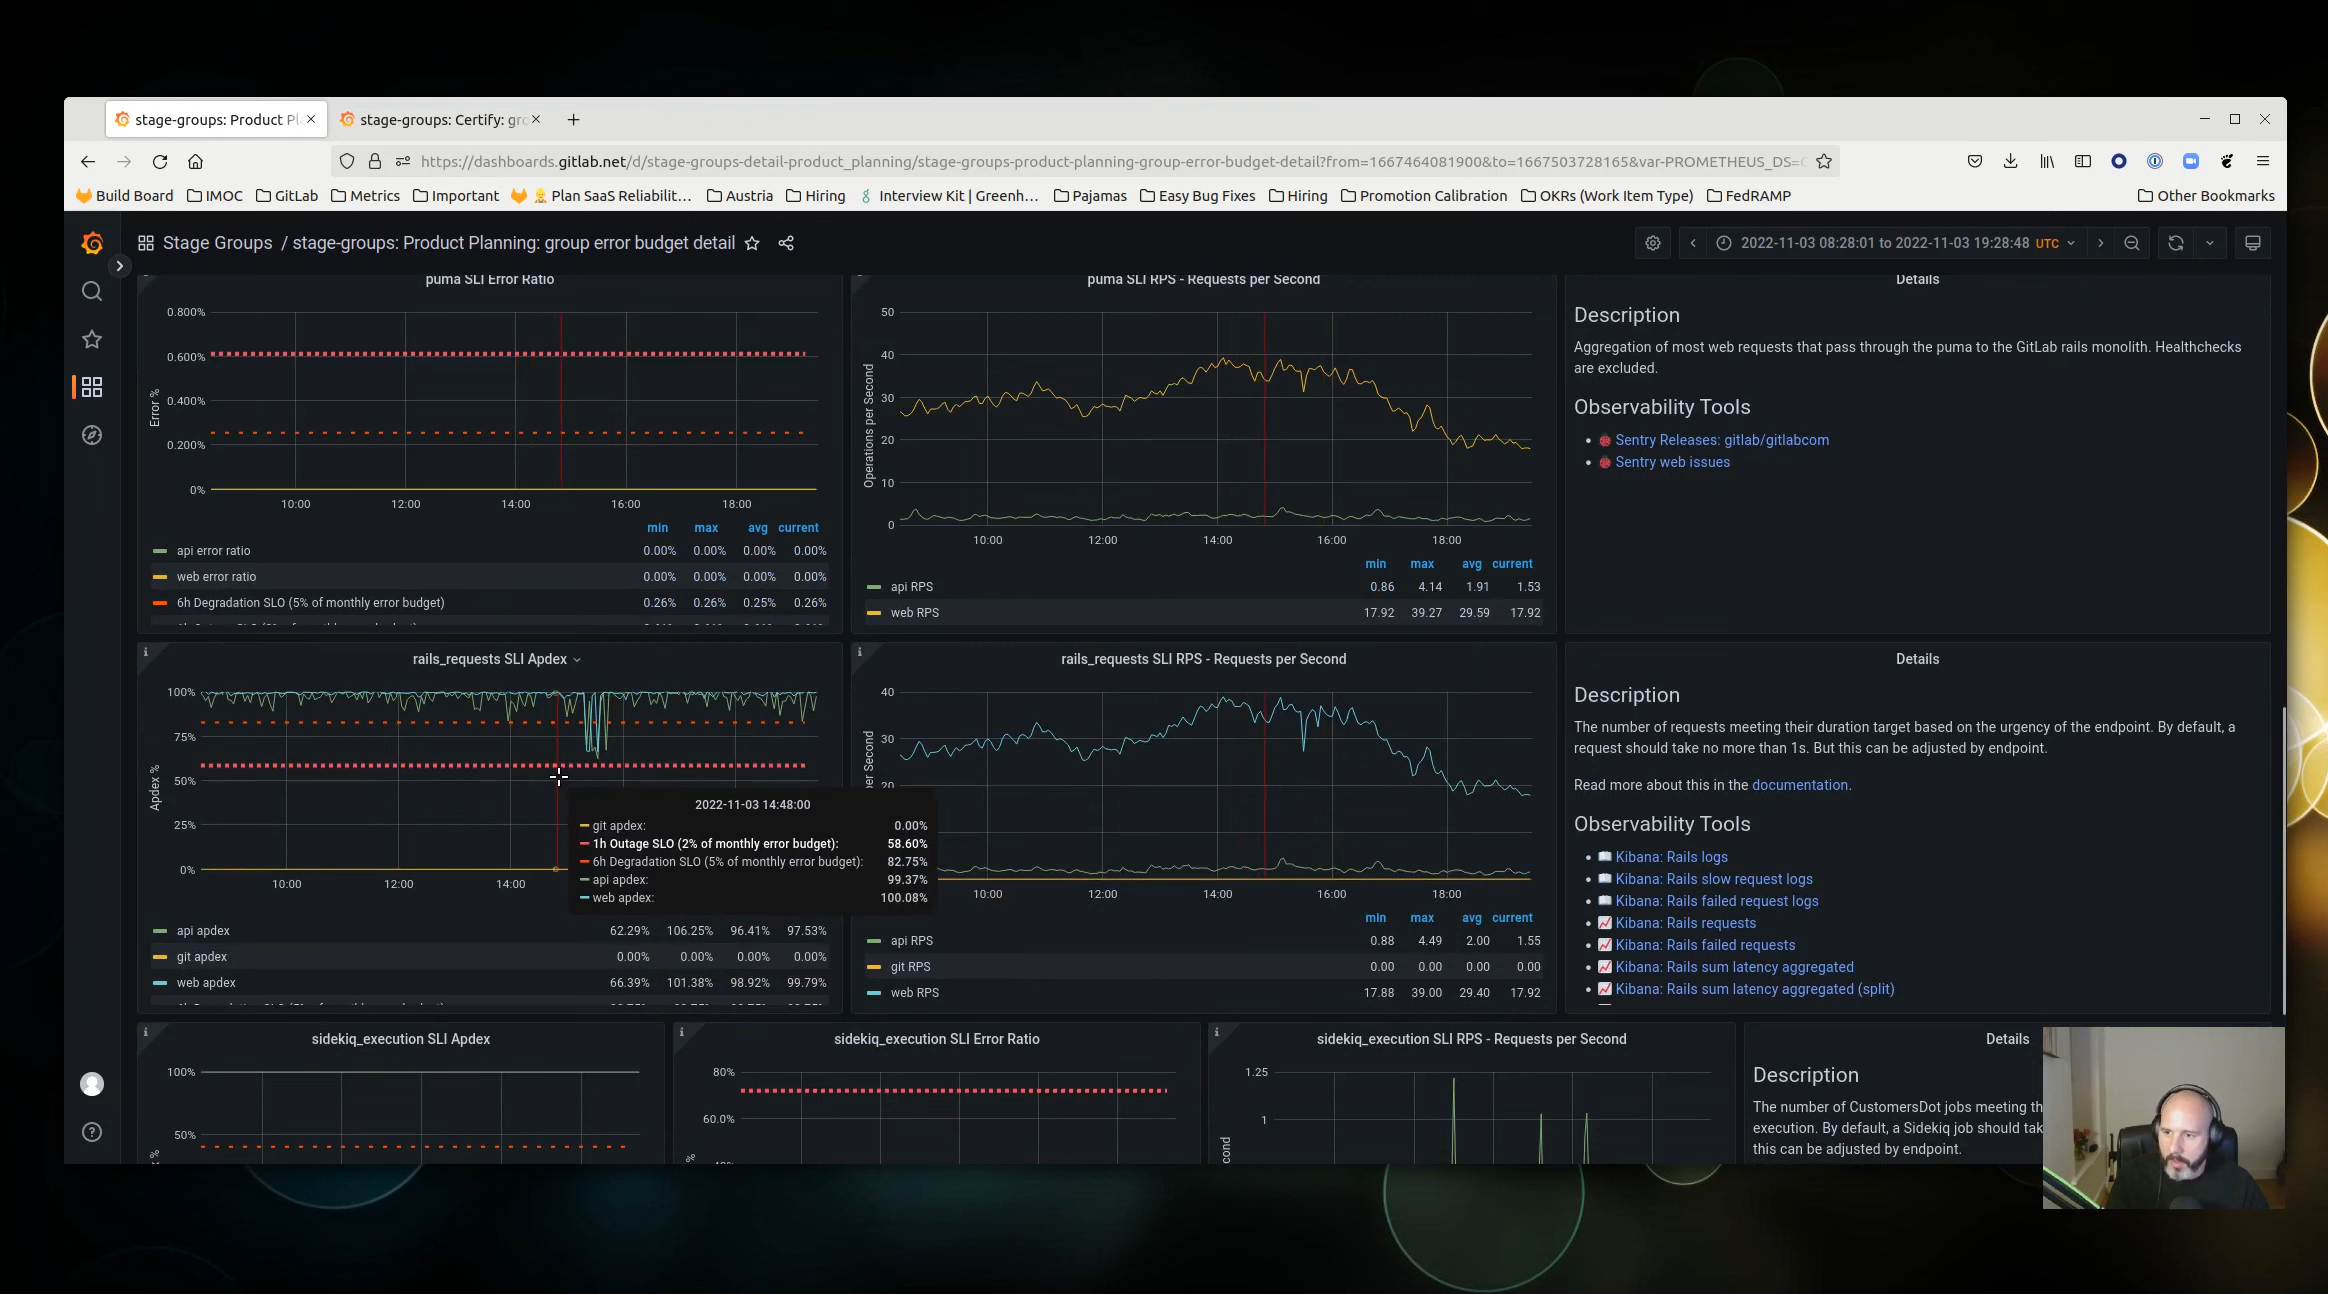 stage-groups: Product Pl
stage-groups: Certify: gro
https://dashboards.gitlab.net/d/stage-groups-detail-product_planning/stage-groups-product-planning-group-error-budget-detail?from=1667464081900&to=1667503728165&var-PROMETHEUS_DS=
Build Board IMOC GitLab Metrics Important Plan SaaS Reliabilit... Austria Hiring Interview Kit | Greenh... Pajamas Easy Bug Fixes Hiring Promotion Calibration OKRs (Work Item Type) FedRAMP Other Bookmarks
Stage Groups / stage-groups: Product Planning: group error budget detail
2022-11-03 08:28:01 to 2022-11-03 19:28:48 UTC
puma SLI Error Ratio
0.800%
0.600%
0.400%
0.200%
0%
Error %
10:00 12:00 14:00 16:00 18:00
min max avg current
api error ratio 0.00% 0.00% 0.00% 0.00%
web error ratio 0.00% 0.00% 0.00% 0.00%
6h Degradation SLO (5% of monthly error budget) 0.26% 0.26% 0.25% 0.26%
puma SLI RPS - Requests per Second
50
40
30
20
10
0
Operations per Second
10:00 12:00 14:00 16:00 18:00
min max avg current
api RPS 0.86 4.14 1.91 1.53
web RPS 17.92 39.27 29.59 17.92
Details
Description
Aggregation of most web requests that pass through the puma to the GitLab rails monolith. Healthchecks
are excluded.
Observability Tools
Sentry Releases: gitlab/gitlabcom
Sentry web issues
rails_requests SLI Apdex
100%
75%
50%
25%
0%
Apdex %
10:00 12:00 14:00
2022-11-03 14:48:00
git apdex: 0.00%
1h Outage SLO (2% of monthly error budget): 58.60%
6h Degradation SLO (5% of monthly error budget): 82.75%
api apdex: 99.37%
web apdex: 100.08%
api apdex 62.29% 106.25% 96.41% 97.53%
git apdex 0.00% 0.00% 0.00% 0.00%
web apdex 66.39% 101.38% 98.92% 99.79%
rails_requests SLI RPS - Requests per Second
40
30
20
per Second
10:00 12:00 14:00 16:00 18:00
min max avg current
api RPS 0.88 4.49 2.00 1.55
git RPS 0.00 0.00 0.00 0.00
web RPS 17.88 39.00 29.40 17.92
Details
Description
The number of requests meeting their duration target based on the urgency of the endpoint. By default, a
request should take no more than 1s. But this can be adjusted by endpoint.
Read more about this in the documentation.
Observability Tools
Kibana: Rails logs
Kibana: Rails slow request logs
Kibana: Rails failed request logs
Kibana: Rails requests
Kibana: Rails failed requests
Kibana: Rails sum latency aggregated
Kibana: Rails sum latency aggregated (split)
sidekiq_execution SLI Apdex
100%
50%
sidekiq_execution SLI Error Ratio
80%
60.0%
sidekiq_execution SLI RPS - Requests per Second
1.25
1
cond
Details
Description
The number of CustomersDot jobs meeting th
execution. By default, a Sidekiq job should tak
this can be adjusted by endpoint.